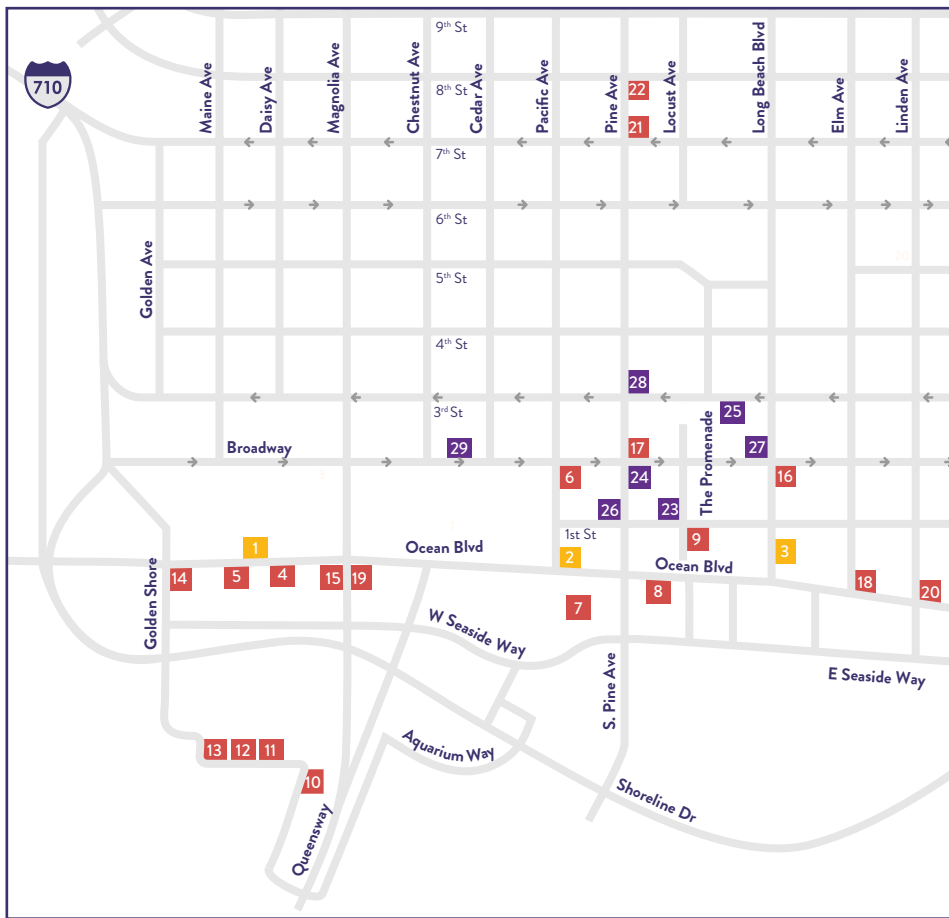 9th St
710
Maine Ave
Daisy Ave
Magnolia Ave
Chestnut Ave
Cedar Ave
Pacific Ave
Pine Ave
Locust Ave
Long Beach Blvd
Elm Ave
Linden Ave
8th St
22
21
7th St
6th St
Golden Ave
5th St
4th St
28
3rd St
25
Broadway
29
17
The Promenade
27
6
24
16
26
23
1st St
9
1
Ocean Blvd
2
3
Ocean Blvd
14
5
4
15
19
8
18
20
7
Golden Shore
W Seaside Way
E Seaside Way
S. Pine Ave
13
12
11
Aquarium Way
10
Shoreline Dr
Queensway